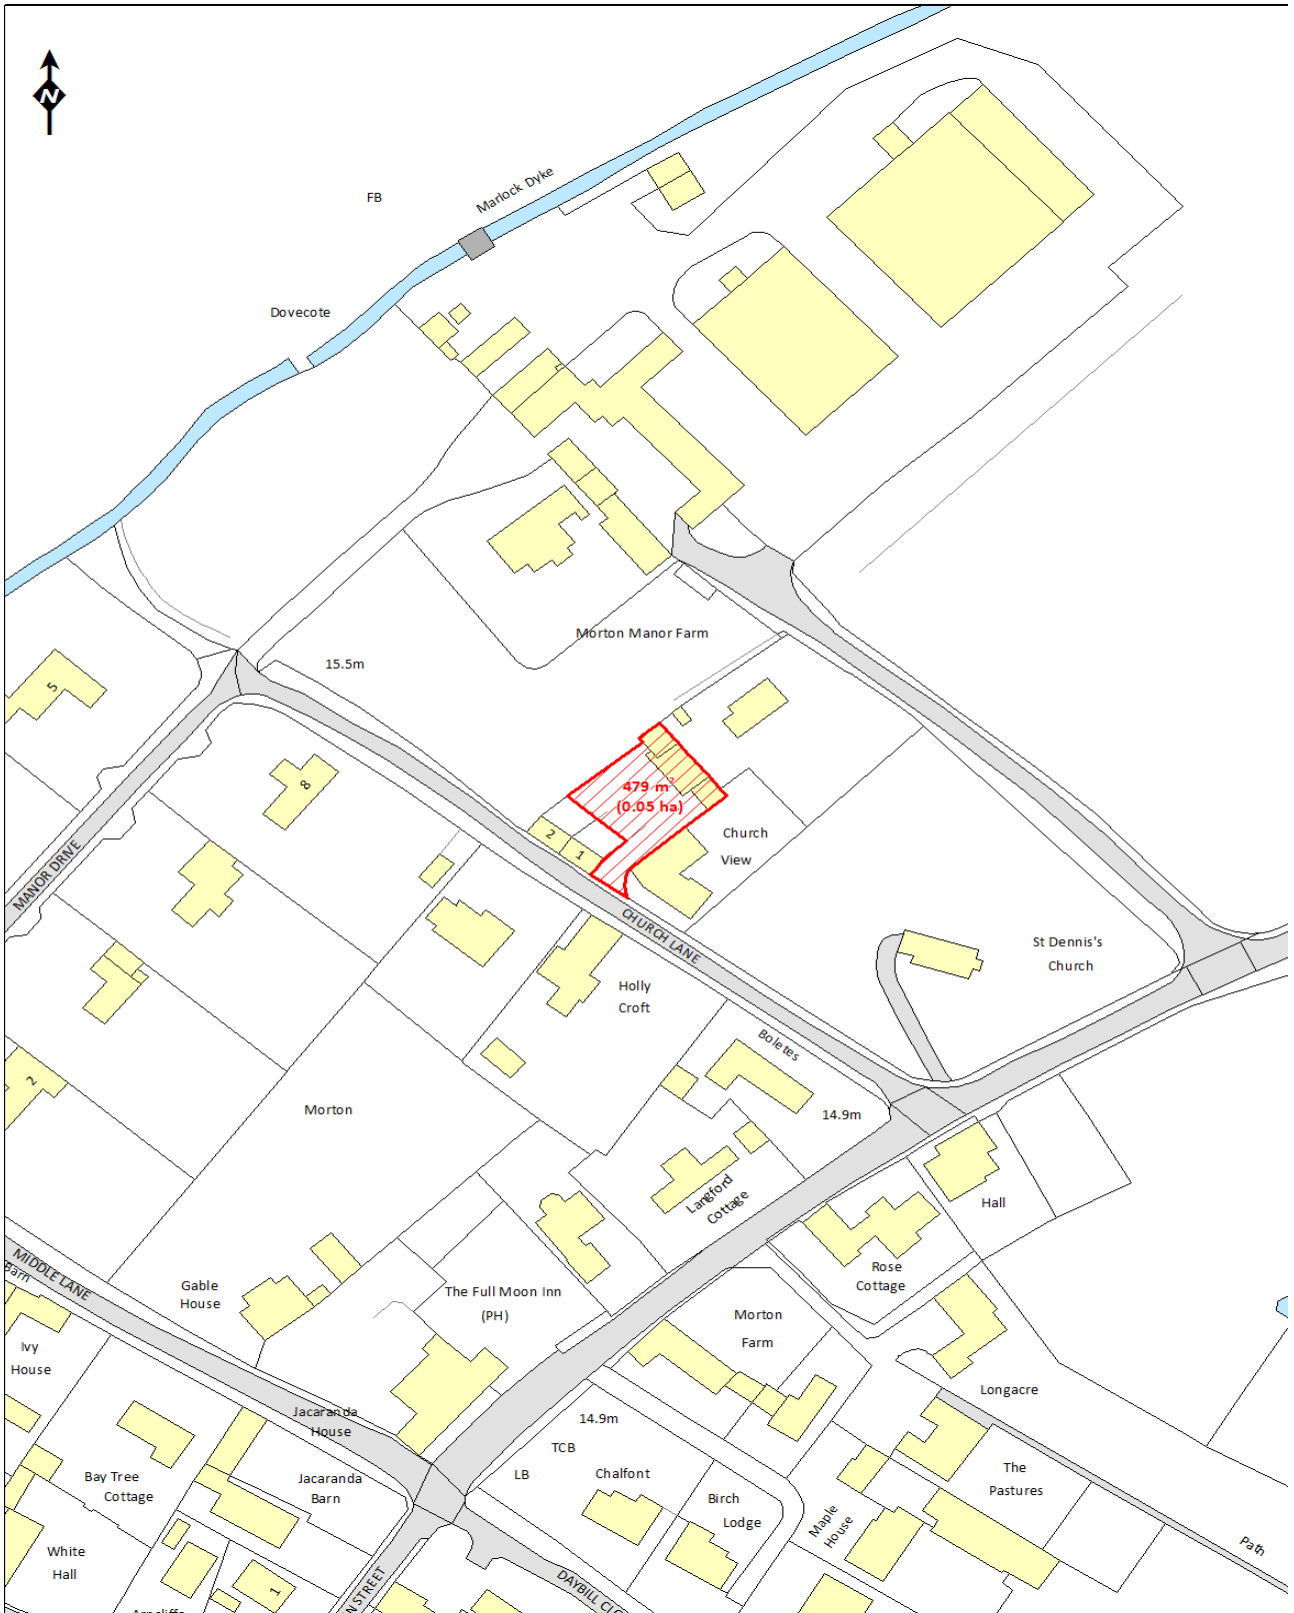 N
FB
Marlock Dyke
Dovecote
Morton Manor Farm
15.5m
5
8
479 m²
(0.05 ha)
2
1
Church
View
MANOR DRIVE
CHURCH LANE
St Dennis's
Church
Holly
Croft
Boletes
2
Morton
14.9m
Langford
Cottage
Hall
MIDDLE LANE
Barn
Gable
House
The Full Moon Inn
(PH)
Rose
Cottage
Morton
Farm
Ivy
House
Longacre
Jacaranda
House
14.9m
TCB
LB
Chalfont
Bay Tree
Cottage
Jacaranda
Barn
The
Pastures
Birch
Lodge
Maple
House
Path
White
Hall
1
N STREET
DAYBILL CLO